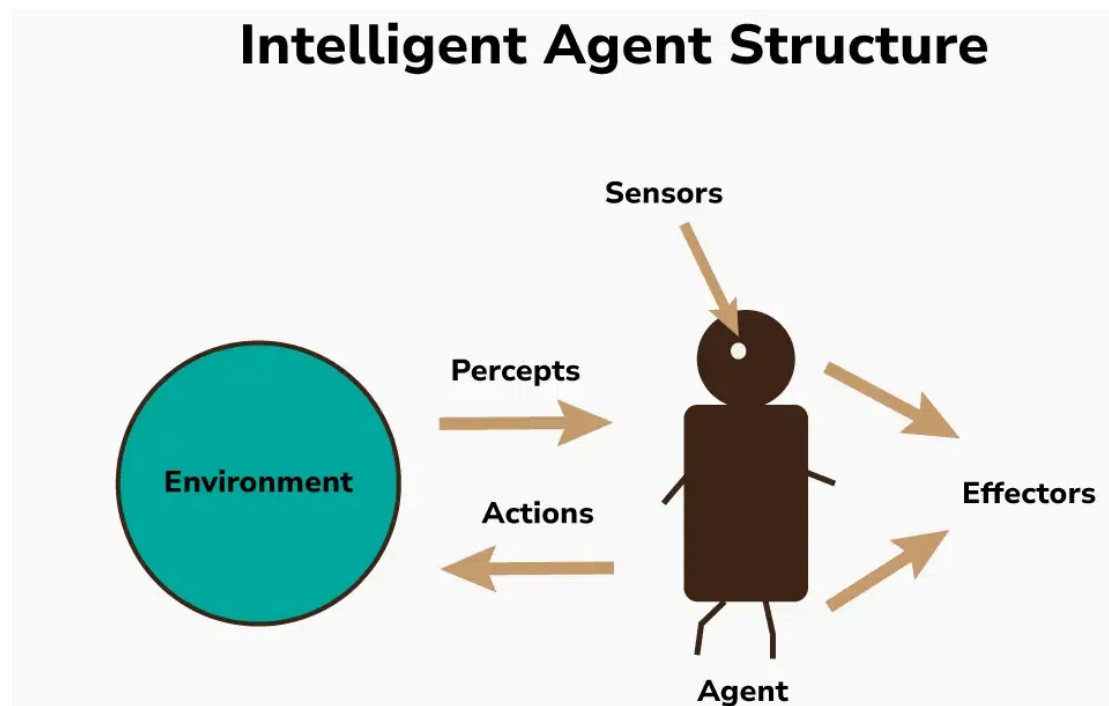 Intelligent Agent Structure
Sensors
Percepts
Environment
Actions
Effectors
Agent